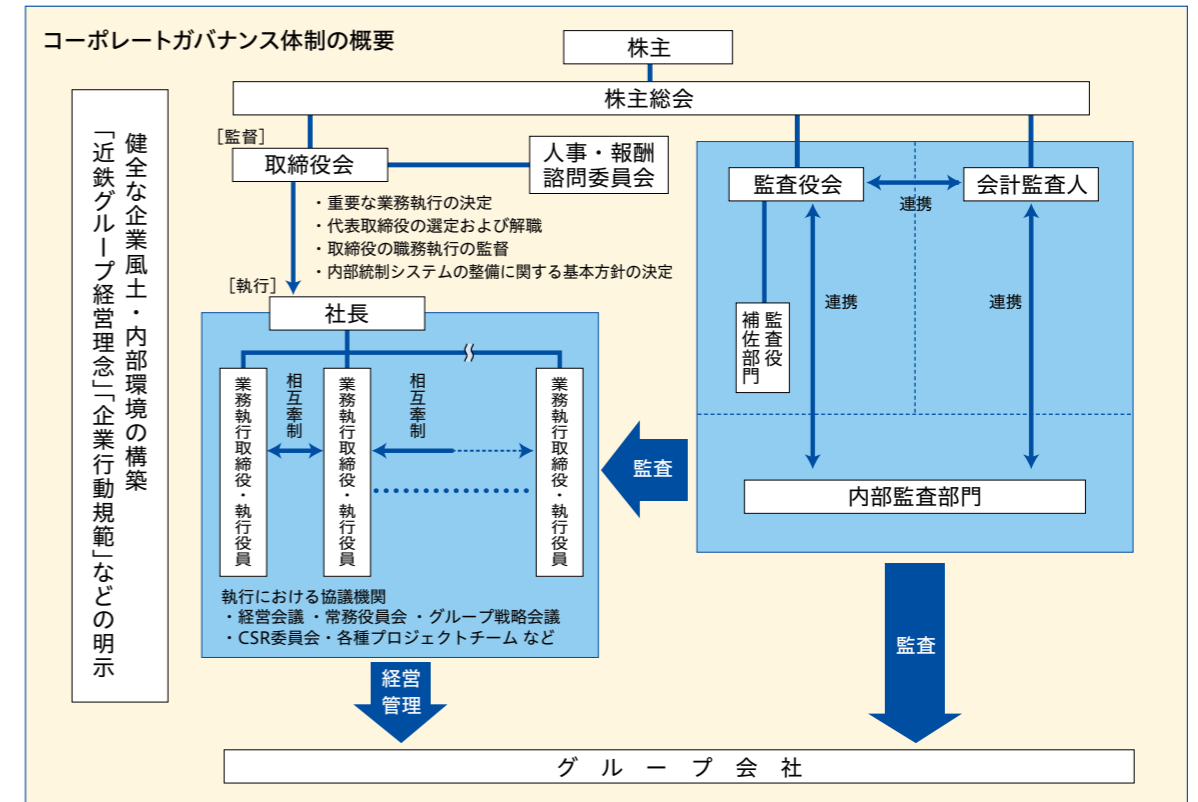 コーポレートガバナンス体制の概要
株主
株主総会
健全な企業風土・内部環境の構築
「近鉄グループ経営理念」「企業行動規範」などの明示
［監督］
取締役会
人事・報酬
諮問委員会
・重要な業務執行の決定
・代表取締役の選定および解職
・取締役の職務執行の監督
・内部統制システムの整備に関する基本方針の決定
監査役会
連携
会計監査人
監査役
補佐部門
連携
連携
内部監査部門
［執行］
社長
業務執行取締役・執行役員
相互牽制
業務執行取締役・執行役員
相互牽制
業務執行取締役・執行役員
執行における協議機関
・経営会議 ・常務役員会 ・グループ戦略会議
・CSR委員会・各種プロジェクトチーム など
監査
経営
管理
監査
グループ会社